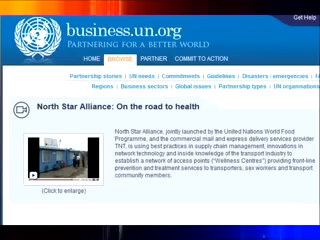 Get Help
business.un.org
PARTNERING FOR A BETTER WORLD
HOME BROWSE PARTNER COMMIT TO ACTION
Partnership stories | UN needs | Commitments | Guidelines | Disasters / emergencies | F
Regions | Business sectors | Global issues | Partnership types | UN organisations
North Star Alliance: On the road to health
North Star Alliance, jointly launched by the United Nations World Food
Programme, and the commercial mail and express delivery services provider
TNT, is using best practices in supply chain management, innovations in
network technology and inside knowledge of the transport industry to
establish a network of access points ("Wellness Centres") providing front-line
prevention and treatment services to transporters, sex workers and transport
community members.
(Click to enlarge)